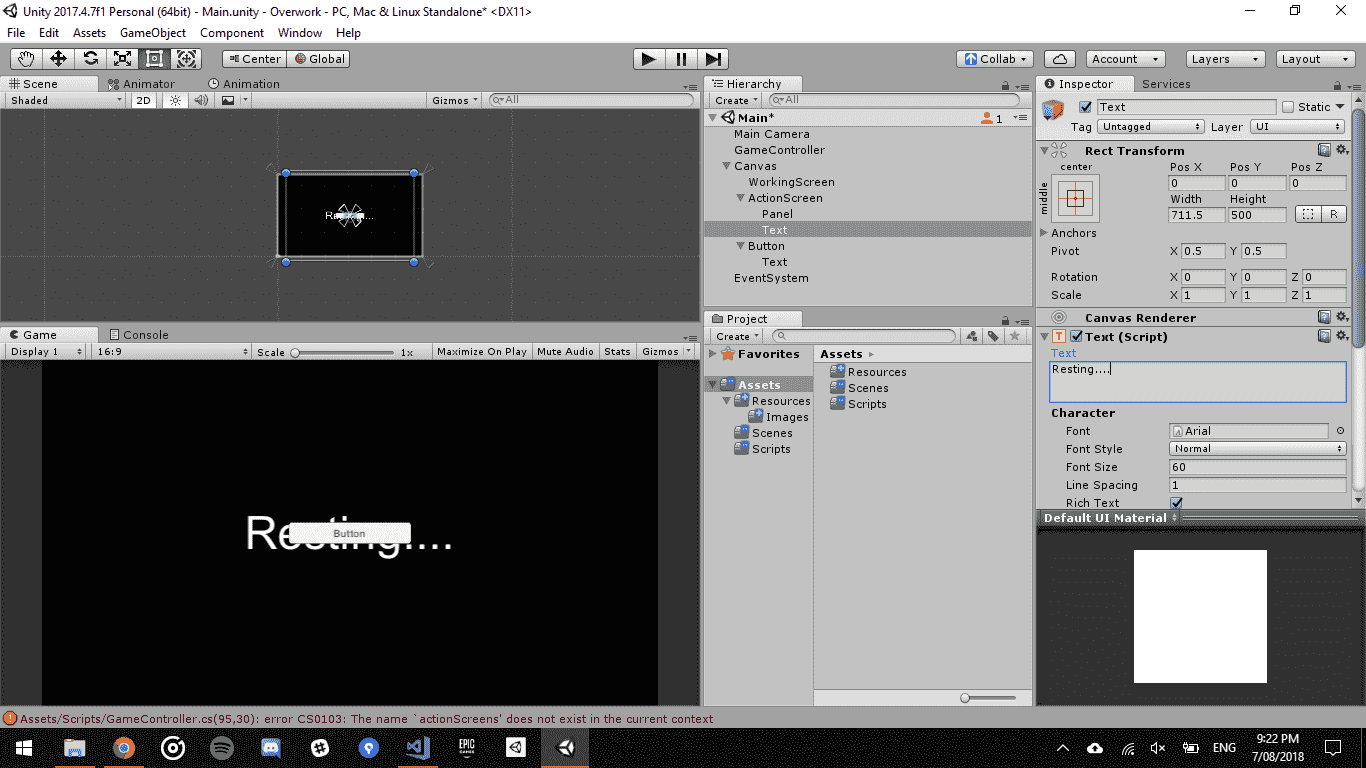 Unity 2017.4.7f1 Personal (64bit) - Main.unity - Overwork - PC, Mac & Linux Standalone* <DX11>
File Edit Assets GameObject Component Window Help
Center Global Collab Account Layers Layout
Scene Animator Animation
Shaded 2D Gizmos All
Game Console
Display 1 16:9 Scale 1x Maximize On Play Mute Audio Stats Gizmos
Button
Hierarchy
Create All
Main* 1
Main Camera
GameController
Canvas
WorkingScreen
ActionScreen
Panel
Text
Button
Text
EventSystem
Project
Create
Favorites
Assets
Resources
Images
Scenes
Scripts
Assets
Resources
Scenes
Scripts
Inspector Services
Text Static
Tag Untagged Layer UI
Rect Transform
center Pos X Pos Y Pos Z
middle 0 0 0
Width Height
711.5 500 R
Anchors
Pivot X 0.5 Y 0.5
Rotation X 0 Y 0 Z 0
Scale X 1 Y 1 Z 1
Canvas Renderer
T Text (Script)
Text
Resting....
Character
Font Arial
Font Style Normal
Font Size 60
Line Spacing 1
Rich Text
Default UI Material
Assets/Scripts/GameController.cs(95,30): error CS0103: The name `actionScreens' does not exist in the current context
EPIC GAMES
ENG
9:22 PM
7/08/2018